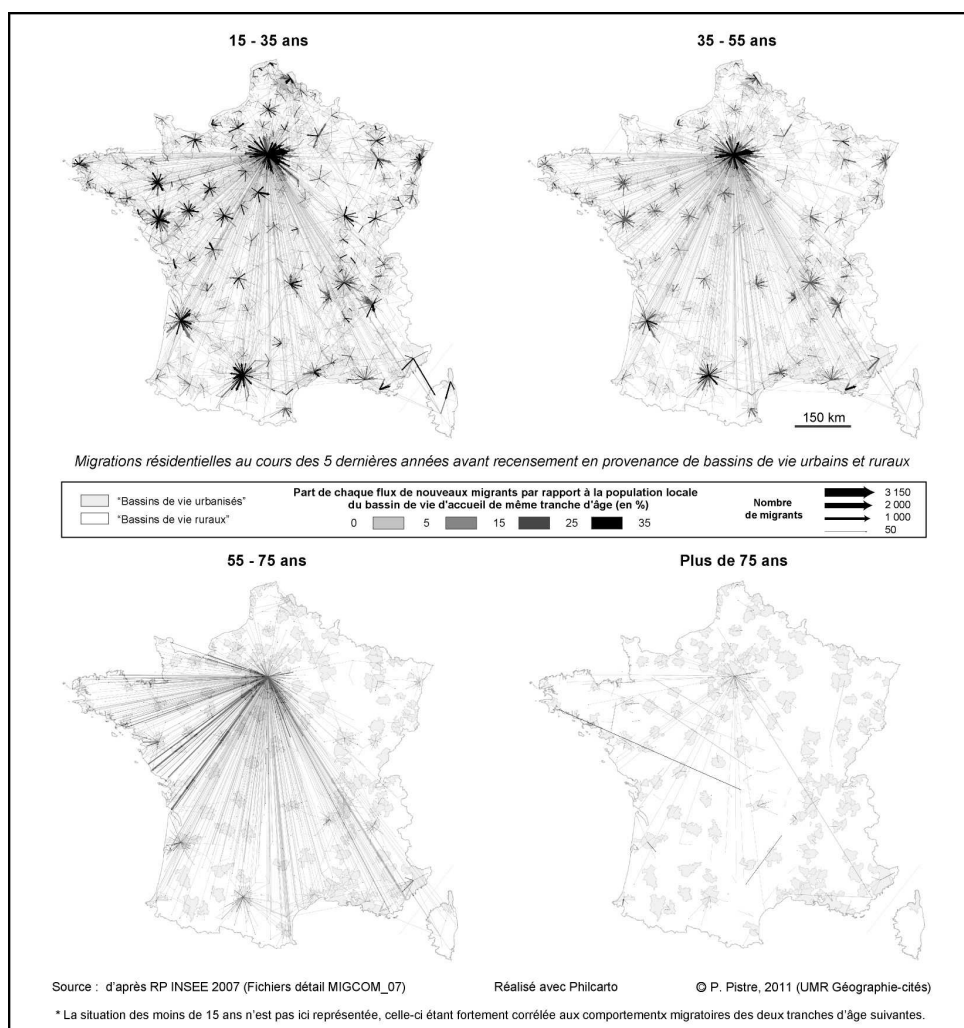 15 - 35 ans
35 - 55 ans
150 km
Migrations résidentielles au cours des 5 dernières années avant recensement en provenance de bassins de vie urbains et ruraux
"Bassins de vie urbanisés"
"Bassins de vie ruraux"
Part de chaque flux de nouveaux migrants par rapport à la population locale
du bassin de vie d'accueil de même tranche d'âge (en %)
0 5 15 25 35
Nombre
de migrants
3 150
2 000
1 000
50
55 - 75 ans
Plus de 75 ans
Source : d'après RP INSEE 2007 (Fichiers détail MIGCOM_07) Réalisé avec Philcarto © P. Pistre, 2011 (UMR Géographie-cités)
* La situation des moins de 15 ans n'est pas ici représentée, celle-ci étant fortement corrélée aux comportementx migratoires des deux tranches d'âge suivantes.